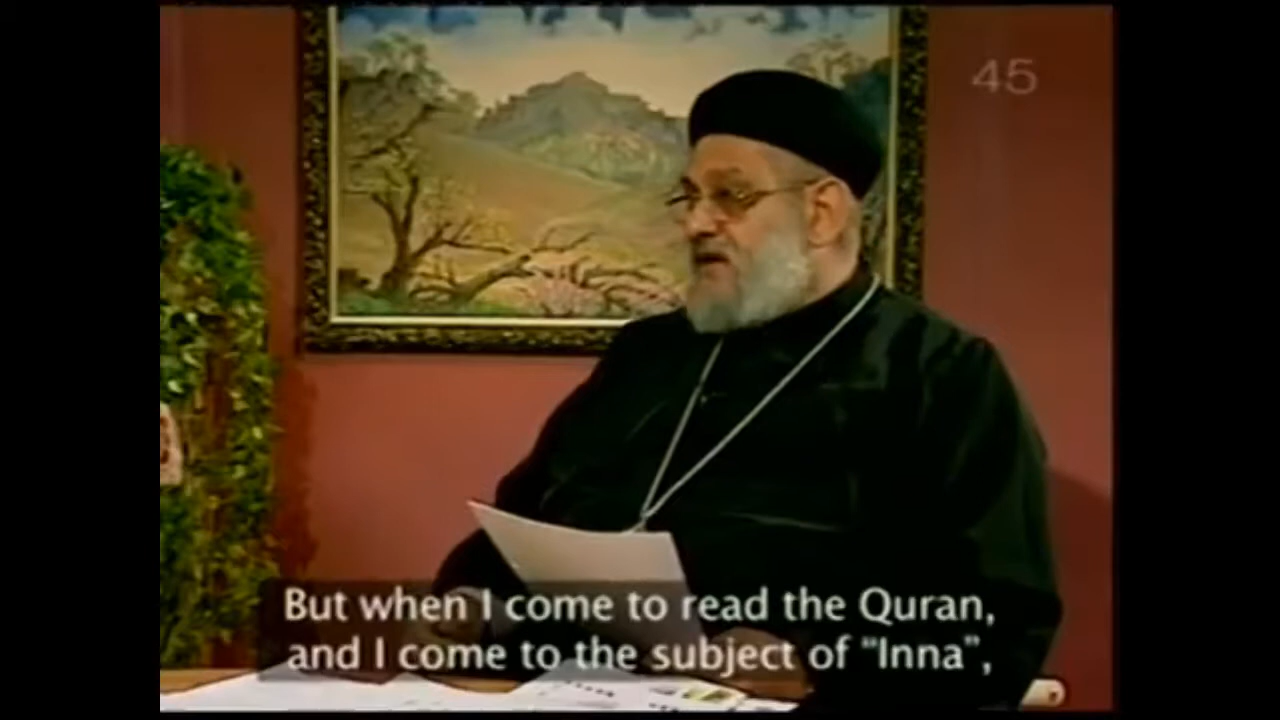 45
But when I come to read the Quran,
and I come to the subject of “Inna”,